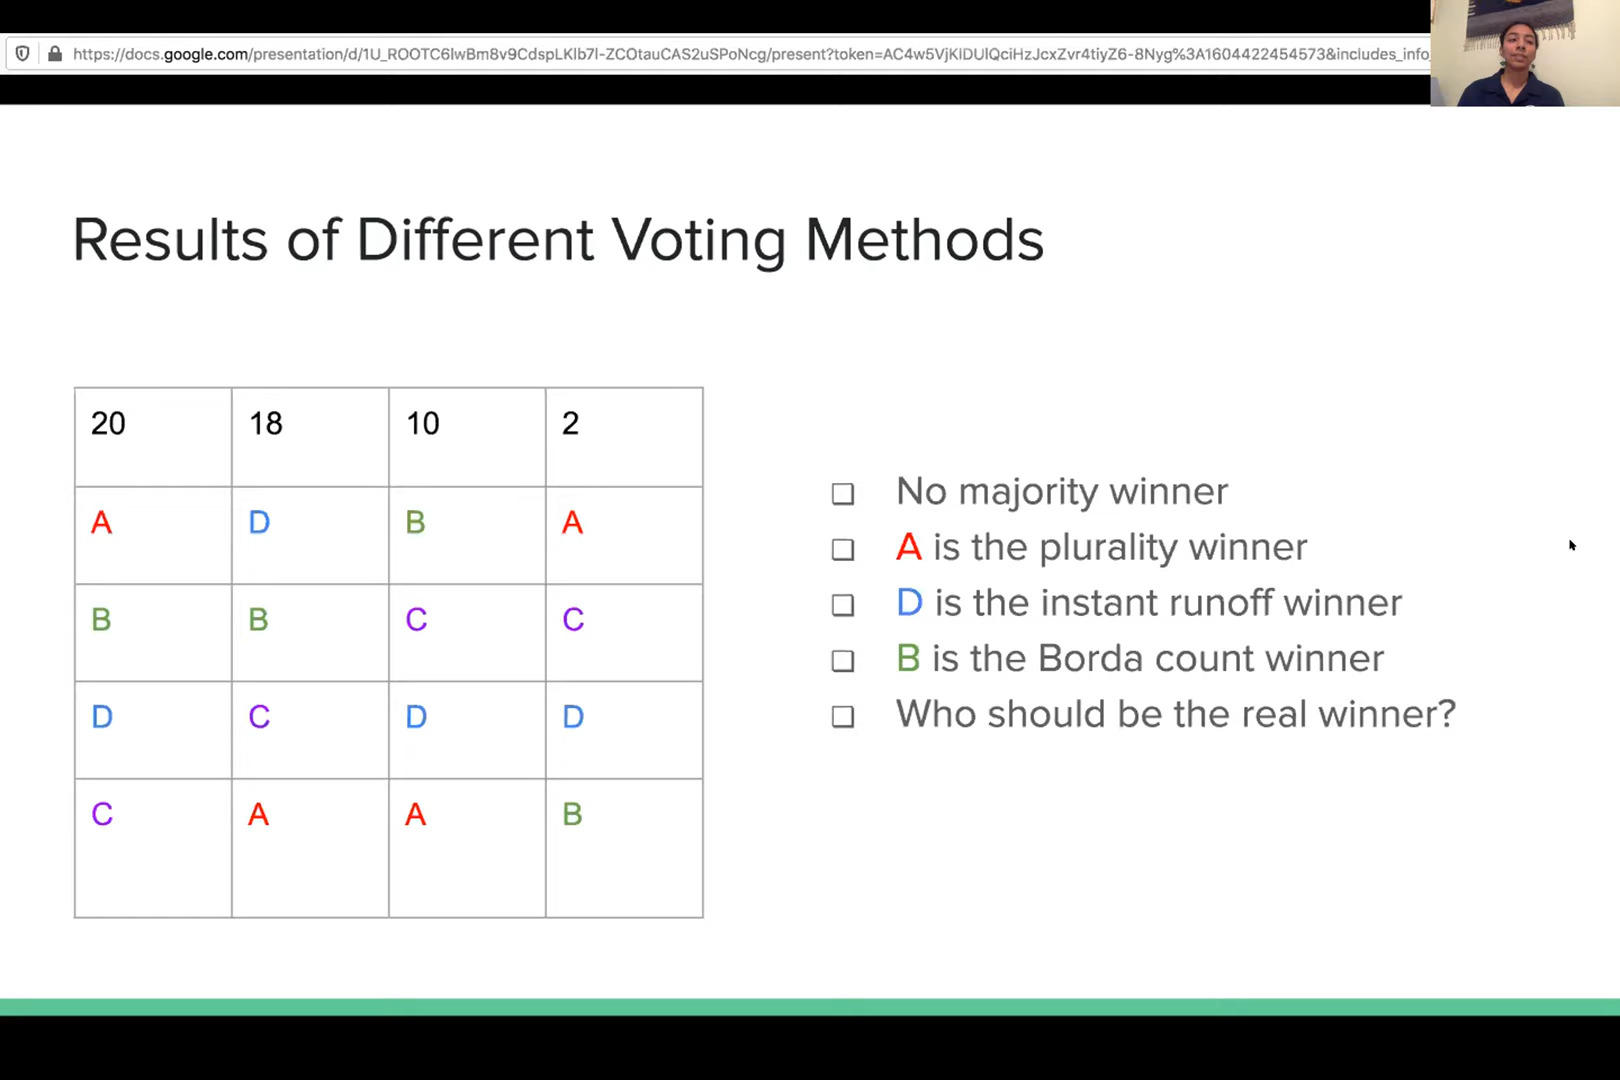 https://docs.google.com/presentation/d/1U_ROOTC6lwBm8v9CdspLKlb7l-ZCOtauCAS2uSPoNcg/present?token=AC4w5VjKlDUlQciHzJcxZvr4tiyZ6-8Nyg%3A1604422454573&includes_info_
Results of Different Voting Methods
20 18 10 2
A D B A
B B C C
D C D D
C A A B
No majority winner
A is the plurality winner
D is the instant runoff winner
B is the Borda count winner
Who should be the real winner?